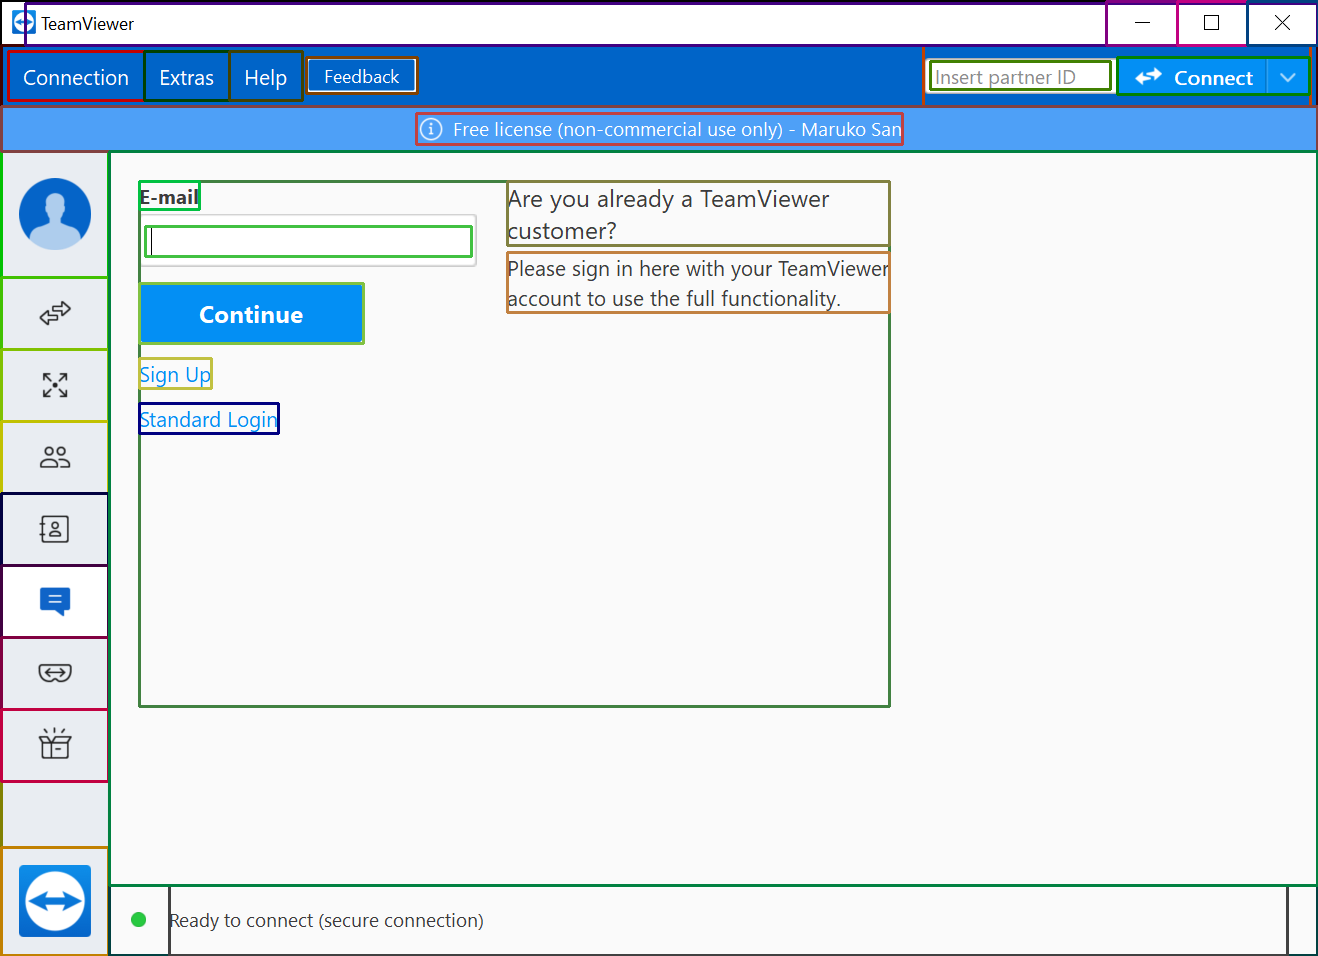 TeamViewer
Connection Extras Help Feedback Insert partner ID Connect
Free license (non-commercial use only) - Maruko San
E-mail
Continue
Sign Up
Standard Login
Are you already a TeamViewer
customer?
Please sign in here with your TeamViewer
account to use the full functionality.
Ready to connect (secure connection)